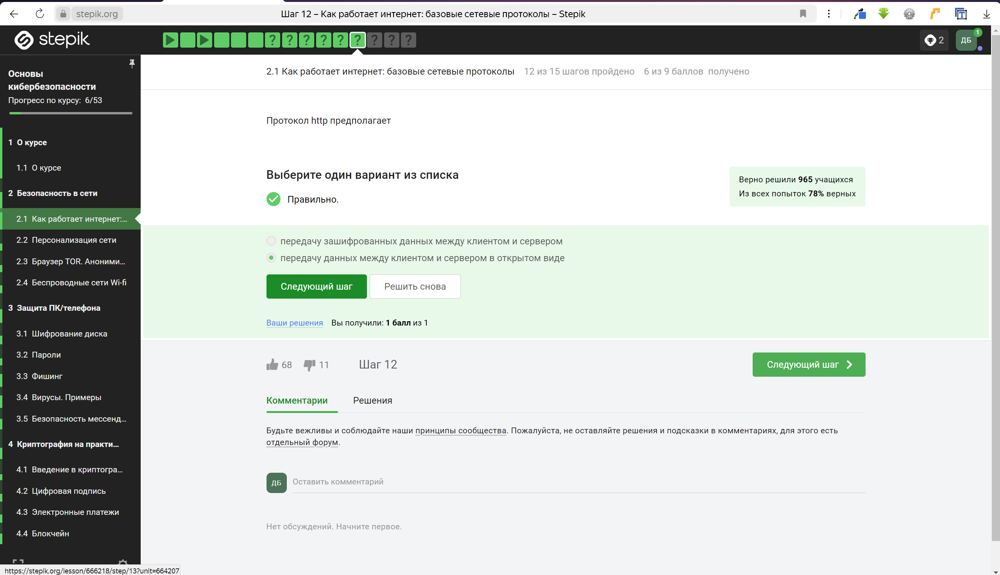 stepik.org
Шаг 12 – Как работает интернет: базовые сетевые протоколы – Stepik
stepik
? ? ? ? ? ? ? ? ?
2
ДБ
1
Основы
кибербезопасности
Прогресс по курсу: 6/53
1 О курсе
1.1 О курсе
2 Безопасность в сети
2.1 Как работает интернет:...
2.2 Персонализация сети
2.3 Браузер TOR. Аноними...
2.4 Беспроводные сети Wi-fi
3 Защита ПК/телефона
3.1 Шифрование диска
3.2 Пароли
3.3 Фишинг
3.4 Вирусы. Примеры
3.5 Безопасность мессенд...
4 Криптография на практи...
4.1 Введение в криптогра...
4.2 Цифровая подпись
4.3 Электронные платежи
4.4 Блокчейн
2.1 Как работает интернет: базовые сетевые протоколы 12 из 15 шагов пройдено 6 из 9 баллов получено
Протокол http предполагает
Выберите один вариант из списка
Правильно.
Верно решили 965 учащихся
Из всех попыток 78% верных
передачу зашифрованных данных между клиентом и сервером
передачу данных между клиентом и сервером в открытом виде
Следующий шаг
Решить снова
Ваши решения Вы получили: 1 балл из 1
68 11 Шаг 12
Следующий шаг
Комментарии Решения
Будьте вежливы и соблюдайте наши принципы сообщества. Пожалуйста, не оставляйте решения и подсказки в комментариях, для этого есть
отдельный форум.
ДБ
Оставить комментарий
Нет обсуждений. Начните первое.
https://stepik.org/lesson/666218/step/13?unit=664207